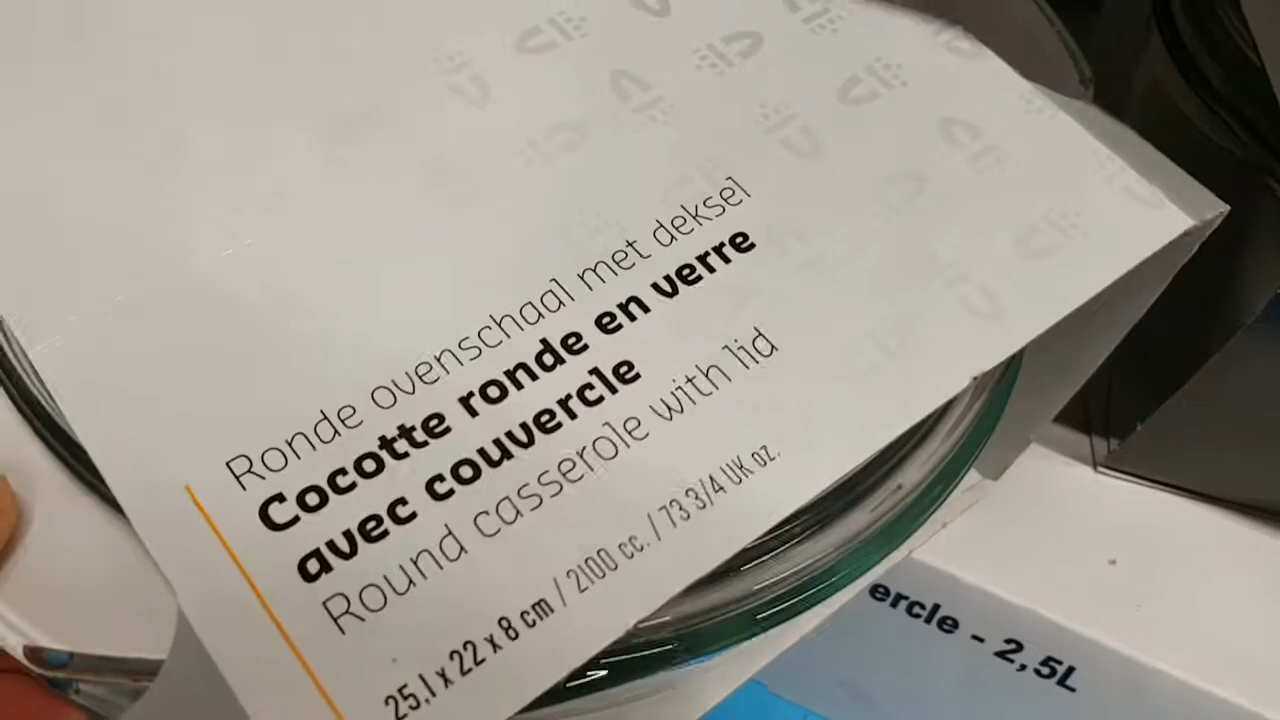 Ronde ovenschaal met deksel
Cocotte ronde en verre
avec couvercle
Round casserole with lid
25,1 x 22 x 8 cm / 2100 cc. / 73 3/4 UK oz.
ercle - 2,5L